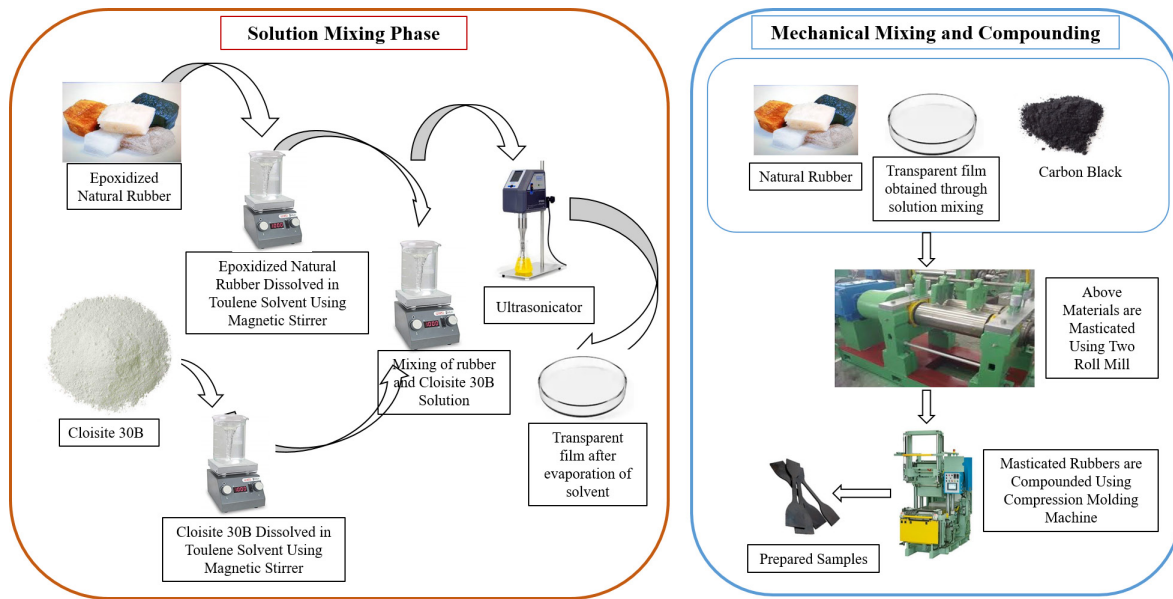 Solution Mixing Phase
Epoxidized
Natural Rubber
Epoxidized Natural
Rubber Dissolved in
Toulene Solvent Using
Magnetic Stirrer
Cloisite 30B
Cloisite 30B Dissolved in
Toulene Solvent Using
Magnetic Stirrer
Mixing of rubber
and Cloisite 30B
Solution
Ultrasonicator
Transparent
film after
evaporation of
solvent
Mechanical Mixing and Compounding
Natural Rubber
Transparent film
obtained through
solution mixing
Carbon Black
Above
Materials are
Masticated
Using Two
Roll Mill
Masticated Rubbers are
Compounded Using
Compression Molding
Machine
Prepared Samples